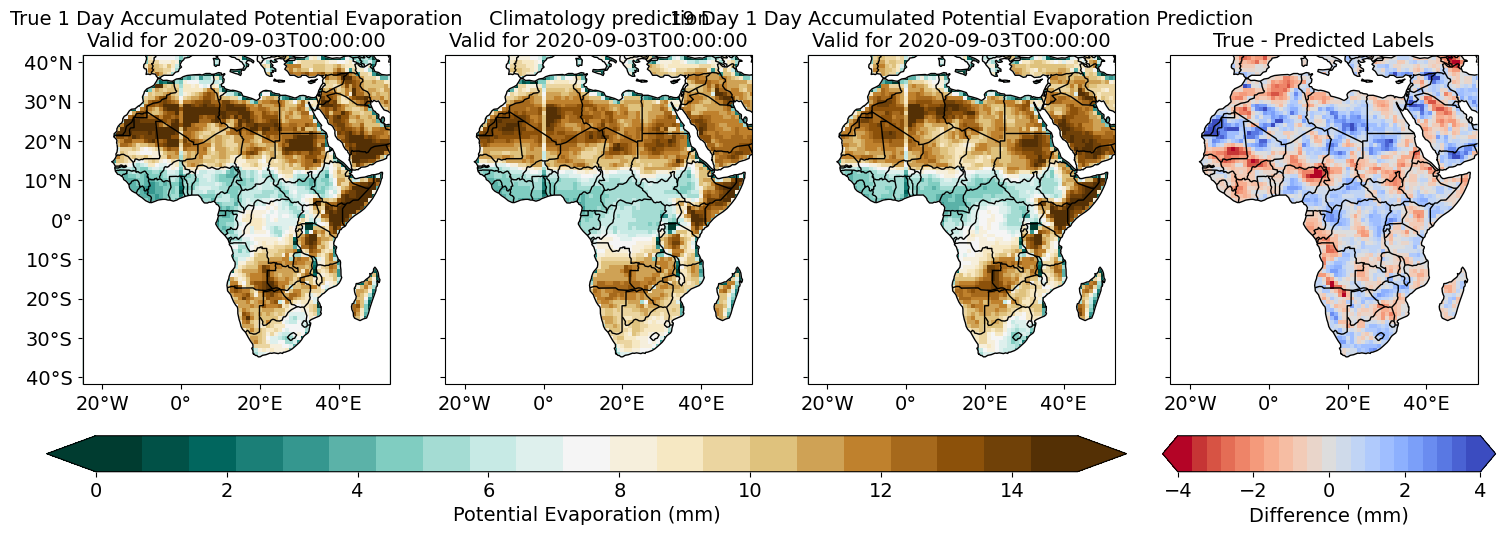 True 1 Day Accumulated Potential Evaporation
Valid for 2020-09-03T00:00:00
Climatology prediction
Valid for 2020-09-03T00:00:00
19 Day 1 Day Accumulated Potential Evaporation Prediction
Valid for 2020-09-03T00:00:00
True - Predicted Labels
40°N
30°N
20°N
10°N
0°
10°S
20°S
30°S
40°S
20°W 0° 20°E 40°E
20°W 0° 20°E 40°E
20°W 0° 20°E 40°E
20°W 0° 20°E 40°E
0 2 4 6 8 10 12 14
Potential Evaporation (mm)
−4 −2 0 2 4
Difference (mm)